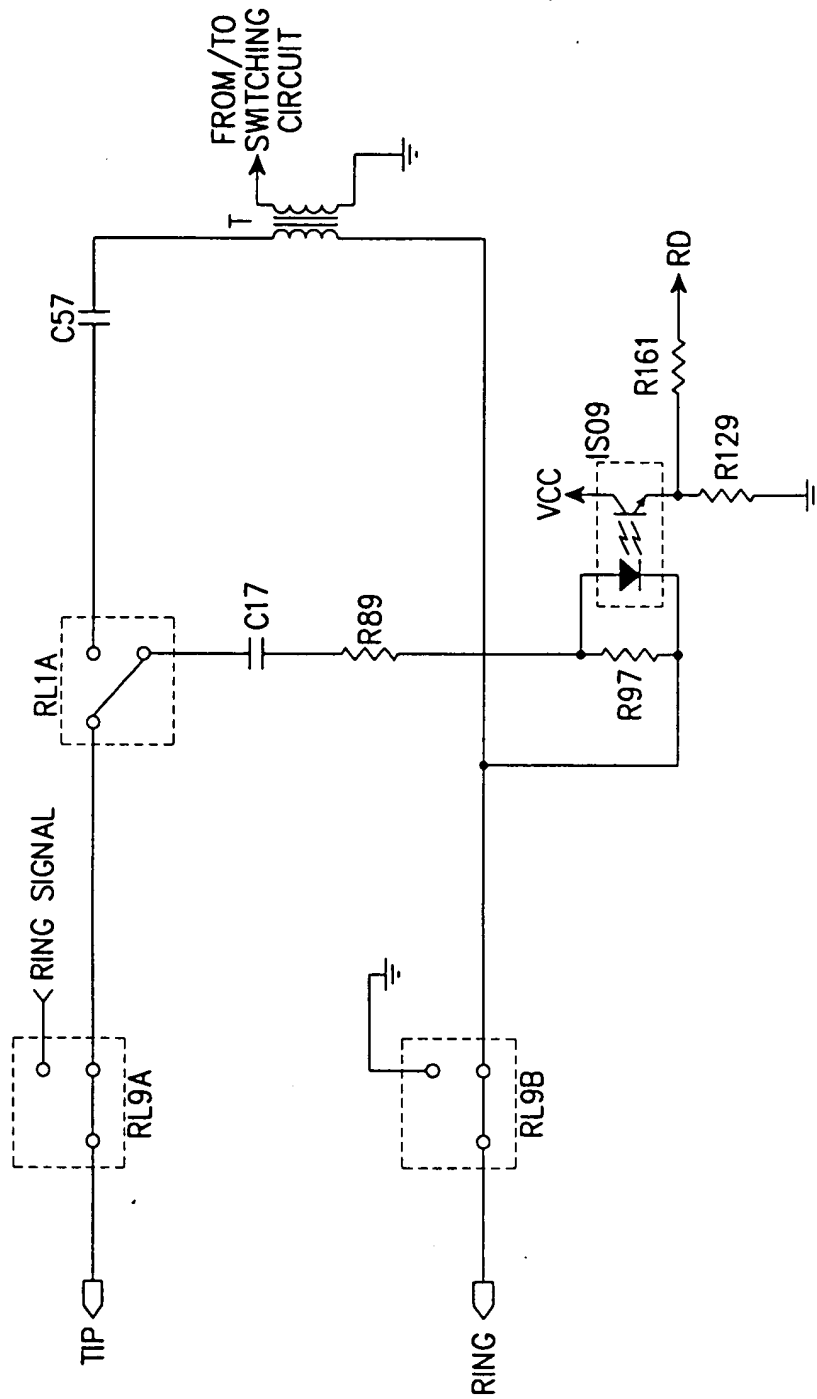 TIP
RING
RL9A
RING SIGNAL
RL9B
RL1A
C17
R89
R97
C57
T
FROM/TO
SWITCHING
CIRCUIT
VCC
IS09
R161
RD
R129